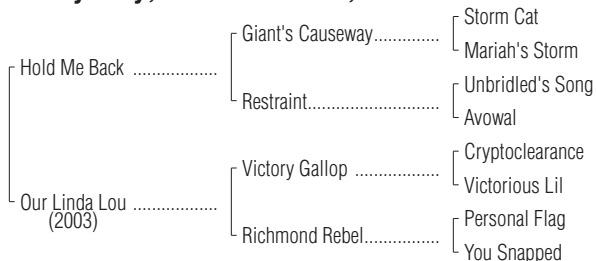 Storm Cat
Giant's Causeway...............
Mariah's Storm
Hold Me Back ..................
Unbridled's Song
Restraint............................
Avowal
Cryptoclearance
Victory Gallop ..................
Victorious Lil
Our Linda Lou ..................
(2003)
Personal Flag
Richmond Rebel................
You Snapped